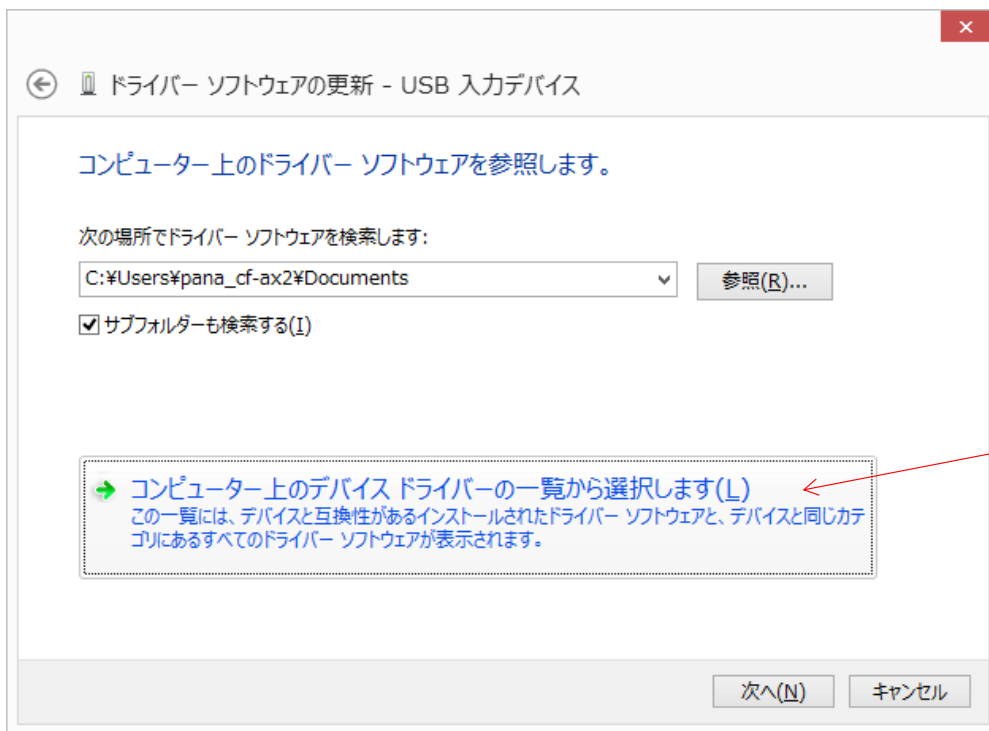 ドライバー ソフトウェアの更新 - USB 入力デバイス
コンピューター上のドライバー ソフトウェアを参照します。
次の場所でドライバー ソフトウェアを検索します:
C:¥Users¥pana_cf-ax2¥Documents
参照(R)...
サブフォルダーも検索する(I)
コンピューター上のデバイス ドライバーの一覧から選択します(L)
この一覧には、デバイスと互換性があるインストールされたドライバー ソフトウェアと、デバイスと同じカテ
ゴリにあるすべてのドライバー ソフトウェアが表示されます。
次へ(N)
キャンセル